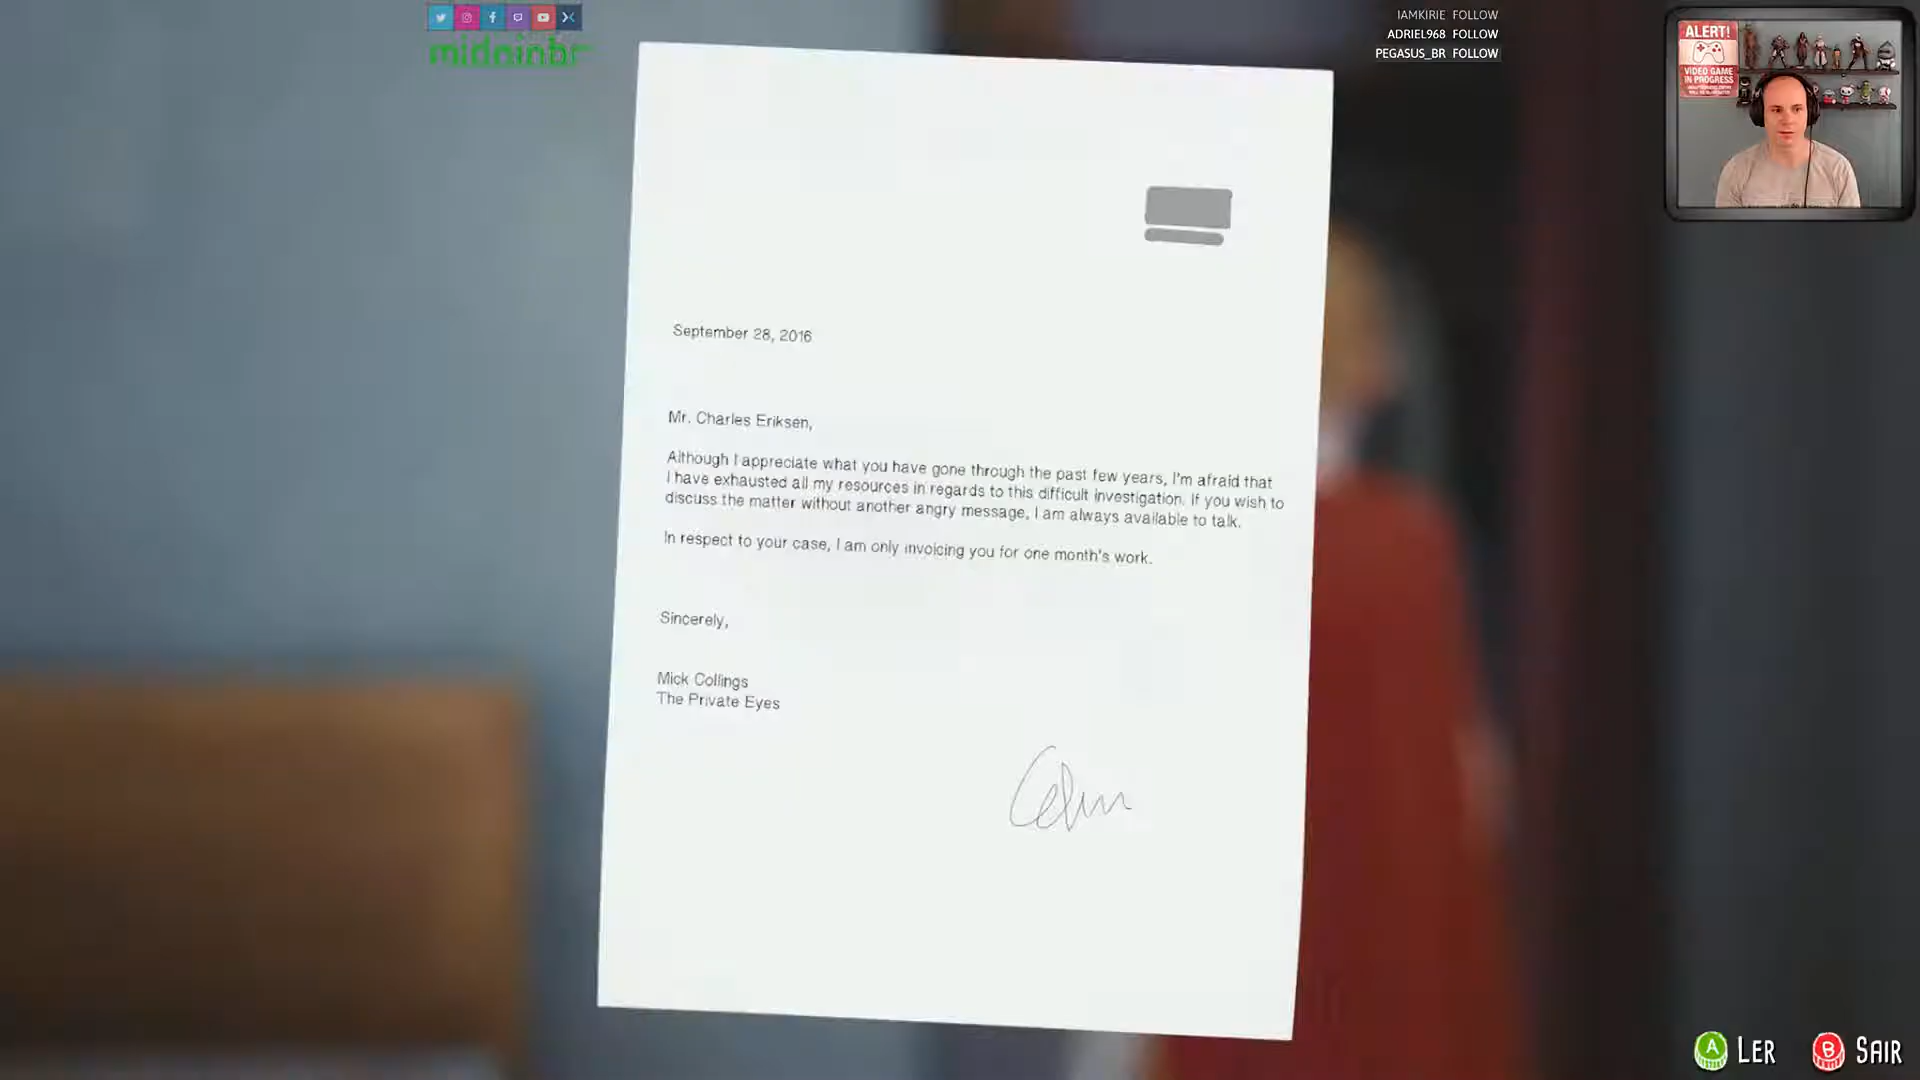 midninbr
IAMKIRIE FOLLOW
ADRIEL968 FOLLOW
PEGASUS_BR FOLLOW
ALERT!
VIDEO GAME
IN PROGRESS
September 28, 2016
Mr. Charles Eriksen,
Although I appreciate what you have gone through the past few years, I'm afraid that
I have exhausted all my resources in regards to this difficult investigation. If you wish to
discuss the matter without another angry message, I am always available to talk.
In respect to your case, I am only invoicing you for one month's work.
Sincerely,
Mick Collings
The Private Eyes
A LER B SAIR